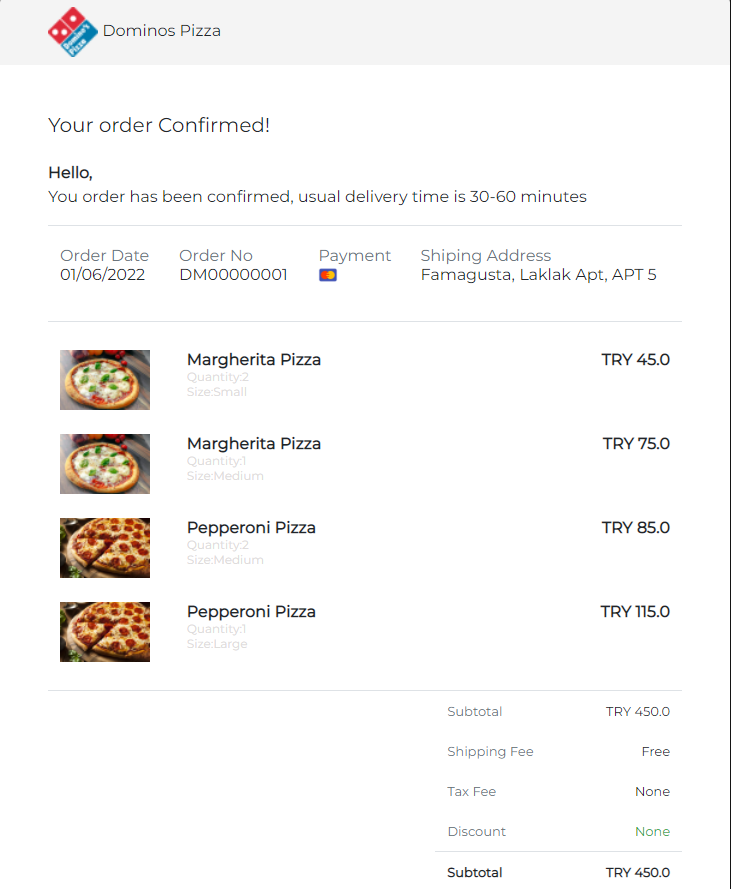 Domino's Pizza
Dominos Pizza
Your order Confirmed!
Hello,
You order has been confirmed, usual delivery time is 30-60 minutes
Order Date Order No Payment Shiping Address
01/06/2022 DM00000001 Famagusta, Laklak Apt, APT 5
Margherita Pizza TRY 45.0
Quantity:2
Size:Small
Margherita Pizza TRY 75.0
Quantity:1
Size:Medium
Pepperoni Pizza TRY 85.0
Quantity:2
Size:Medium
Pepperoni Pizza TRY 115.0
Quantity:1
Size:Large
Subtotal TRY 450.0
Shipping Fee Free
Tax Fee None
Discount None
Subtotal TRY 450.0